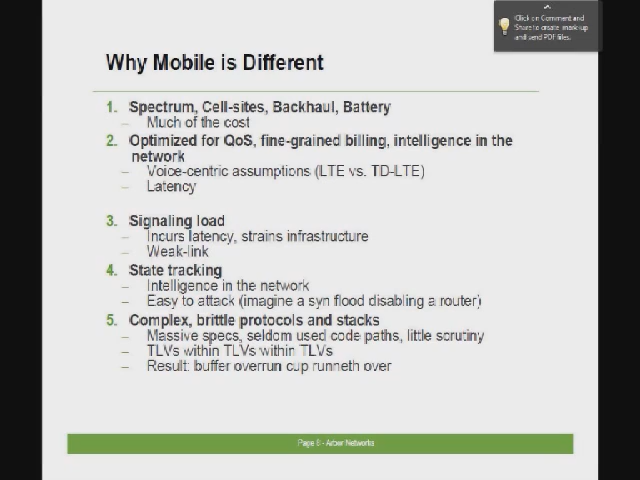 Click on Comment and
Share to create, mark-up
and send PDF files.
Why Mobile is Different
1. Spectrum, Cell-sites, Backhaul, Battery
– Much of the cost
2. Optimized for QoS, fine-grained billing, intelligence in the
network
– Voice-centric assumptions (LTE vs. TD-LTE)
– Latency
3. Signaling load
– Incurs latency, strains infrastructure
– Weak-link
4. State tracking
– Intelligence in the network
– Easy to attack (imagine a syn flood disabling a router)
5. Complex, brittle protocols and stacks
– Massive specs, seldom used code paths, little scrutiny
– TLVs within TLVs within TLVs
– Result: buffer overrun cup runneth over
Page 8 - Arbor Networks